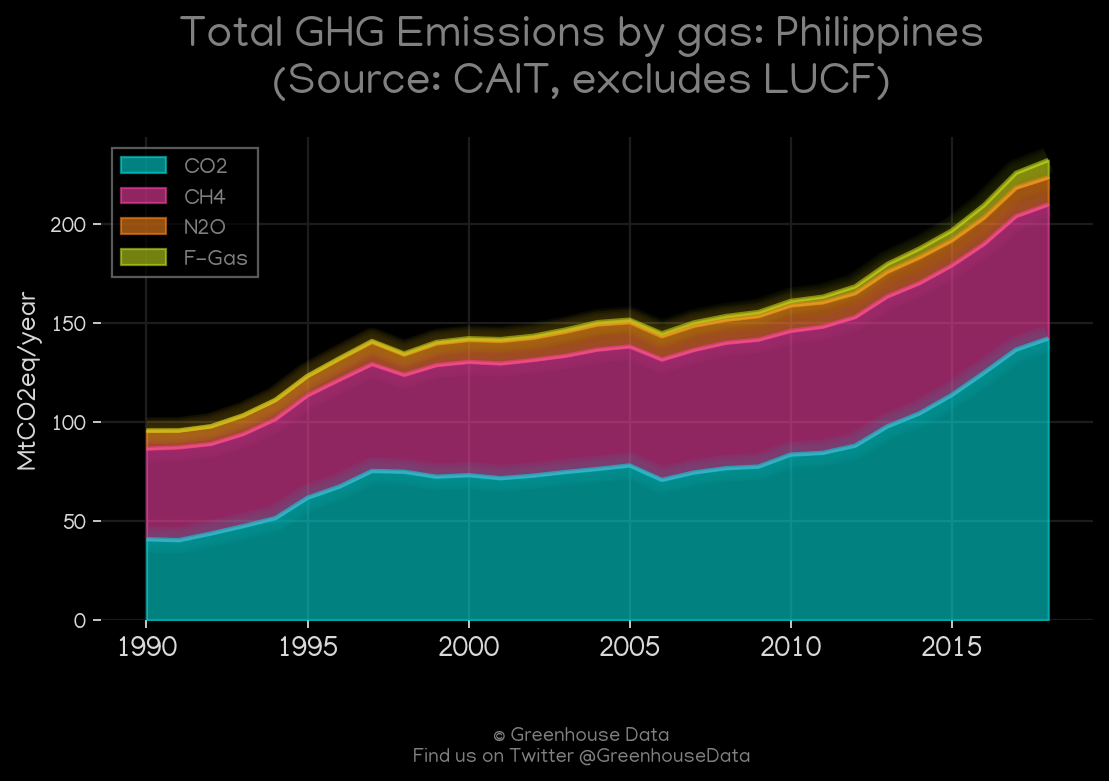 Total GHG Emissions by gas: Philippines
(Source: CAIT, excludes LUCF)
CO2
CH4
N2O
F-Gas
MtCO2eq/year
200
150
100
50
0
1990 1995 2000 2005 2010 2015
© Greenhouse Data
Find us on Twitter @GreenhouseData